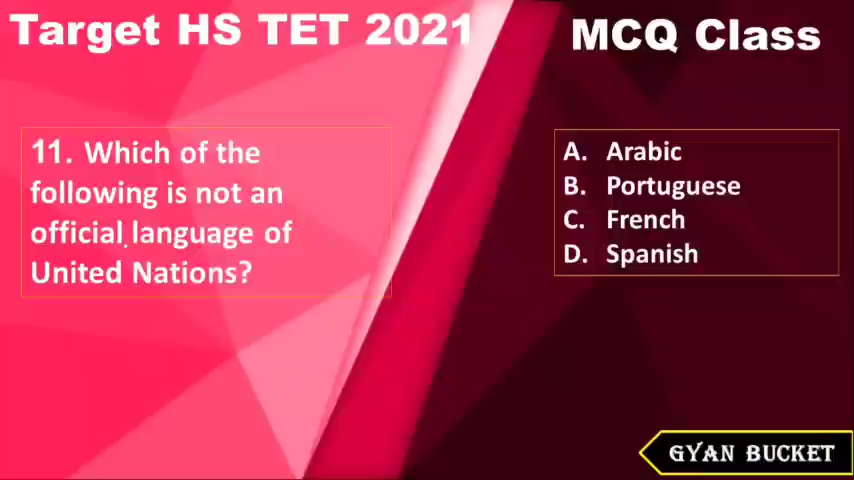 Target HS TET 2021
MCQ Class
11. Which of the
following is not an
official language of
United Nations?
A. Arabic
B. Portuguese
C. French
D. Spanish
GYAN BUCKET